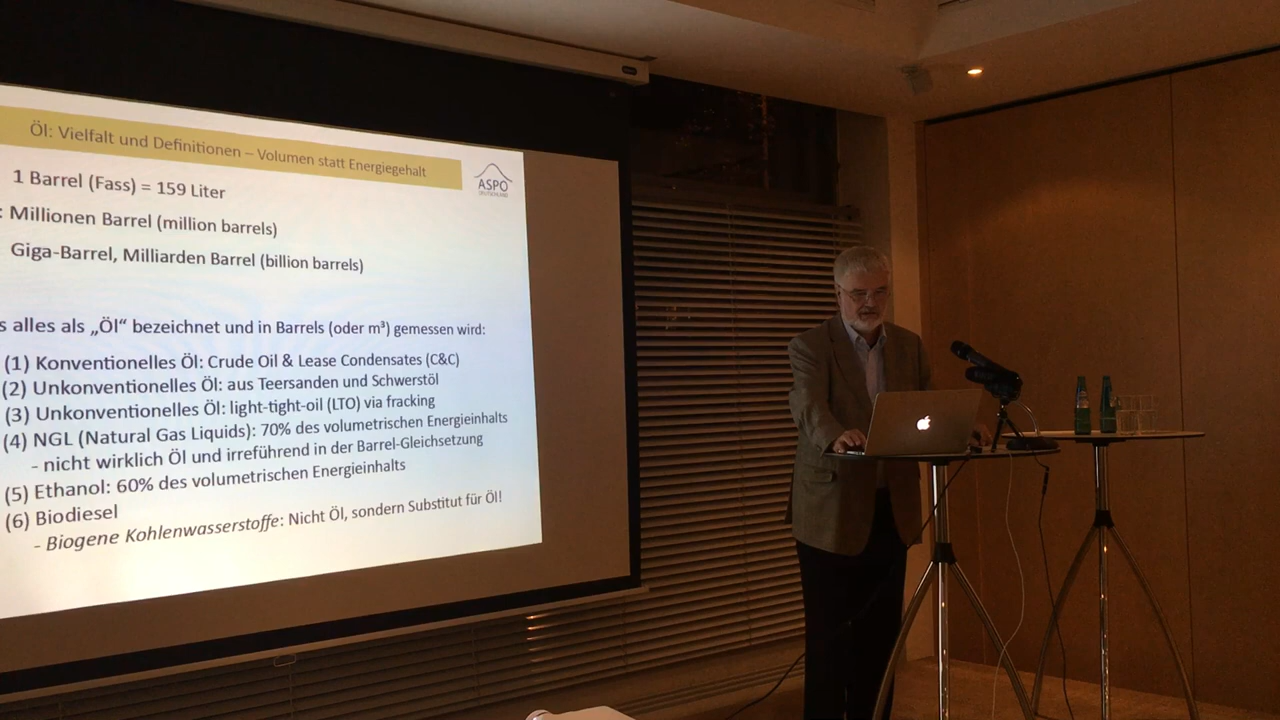 Öl: Vielfalt und Definitionen – Volumen statt Energiegehalt
ASPO
DEUTSCHLAND
1 Barrel (Fass) = 159 Liter
: Millionen Barrel (million barrels)
Giga-Barrel, Milliarden Barrel (billion barrels)
s alles als „Öl“ bezeichnet und in Barrels (oder m³) gemessen wird:
(1) Konventionelles Öl: Crude Oil & Lease Condensates (C&C)
(2) Unkonventionelles Öl: aus Teersanden und Schwerstöl
(3) Unkonventionelles Öl: light-tight-oil (LTO) via fracking
(4) NGL (Natural Gas Liquids): 70% des volumetrischen Energieinhalts
- nicht wirklich Öl und irreführend in der Barrel-Gleichsetzung
(5) Ethanol: 60% des volumetrischen Energieinhalts
(6) Biodiesel
- Biogene Kohlenwasserstoffe: Nicht Öl, sondern Substitut für Öl!